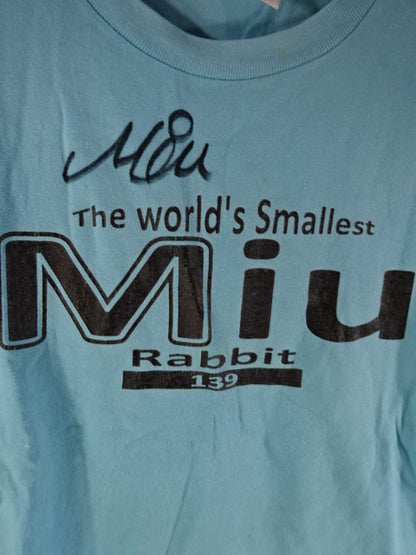 Miu
The world's Smallest
Miu
Rabbit
139